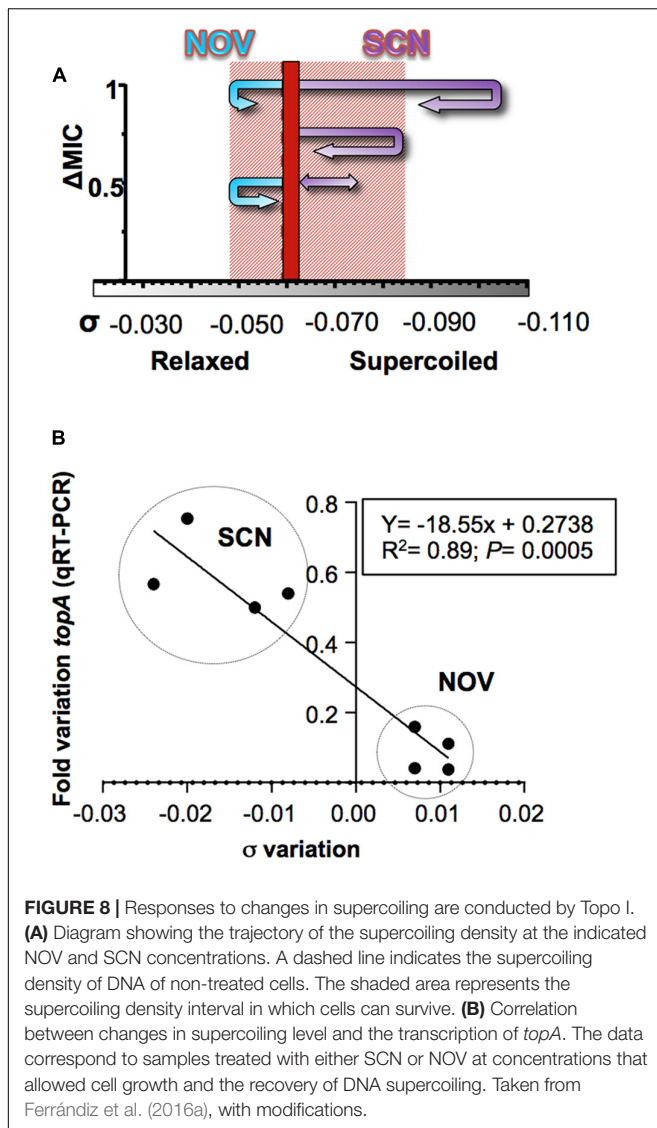 NOV SCN
A
1
ΔMIC
0.5
σ -0.030 -0.050 -0.070 -0.090 -0.110
Relaxed Supercoiled
B
Fold variation topA (qRT-PCR)
0.8
0.6
0.4
0.2
SCN
Y= -18.55x + 0.2738
R²= 0.89; P= 0.0005
NOV
-0.03 -0.02 -0.01 0.00 0.01 0.02
σ variation
FIGURE 8 | Responses to changes in supercoiling are conducted by Topo I.
(A) Diagram showing the trajectory of the supercoiling density at the indicated
NOV and SCN concentrations. A dashed line indicates the supercoiling
density of DNA of non-treated cells. The shaded area represents the
supercoiling density interval in which cells can survive. (B) Correlation
between changes in supercoiling level and the transcription of topA. The data
correspond to samples treated with either SCN or NOV at concentrations that
allowed cell growth and the recovery of DNA supercoiling. Taken from
Ferrándiz et al. (2016a), with modifications.